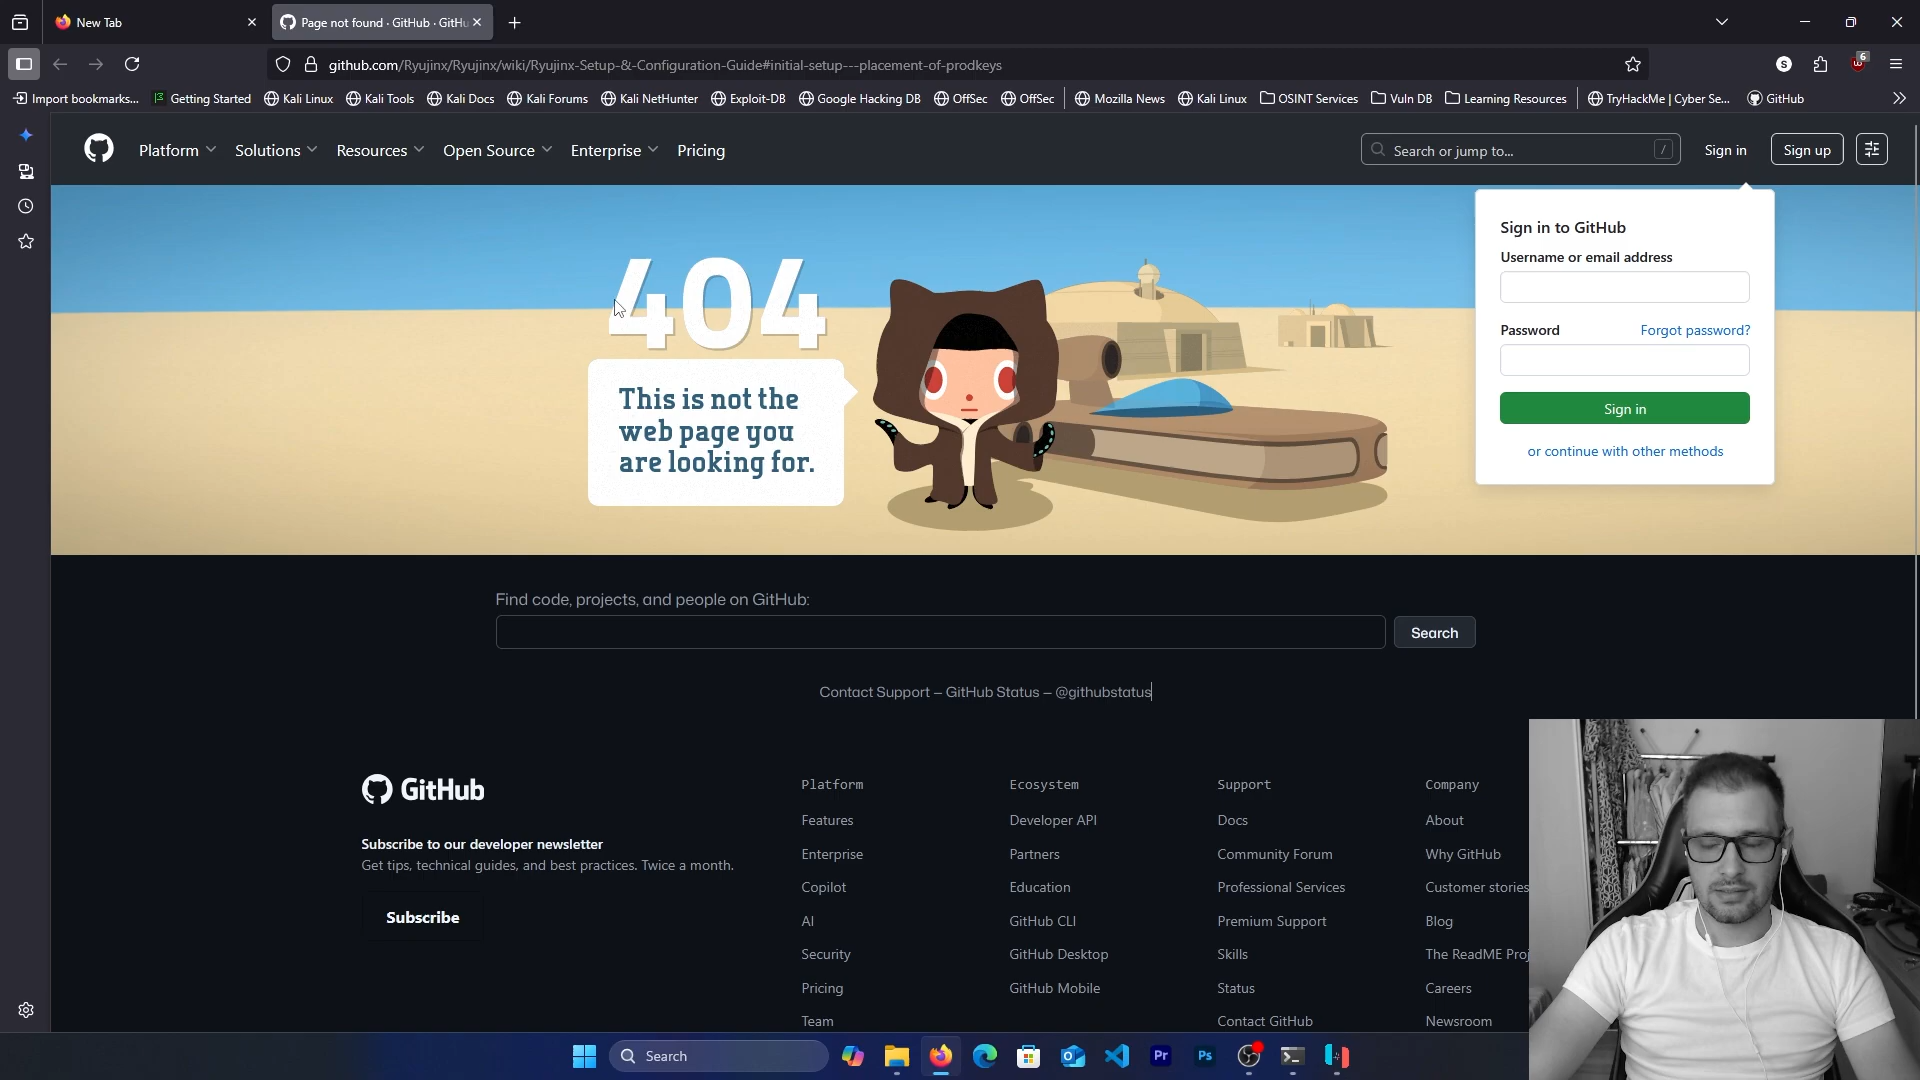 New Tab
Page not found · GitHub · GitHu
github.com/Ryujinx/Ryujinx/wiki/Ryujinx-Setup-&-Configuration-Guide#initial-setup---placement-of-prodkeys
S
6
Import bookmarks...
Getting Started
Kali Linux
Kali Tools
Kali Docs
Kali Forums
Kali NetHunter
Exploit-DB
Google Hacking DB
OffSec
OffSec
Mozilla News
Kali Linux
OSINT Services
Vuln DB
Learning Resources
TryHackMe | Cyber Se...
GitHub
Platform
Solutions
Resources
Open Source
Enterprise
Pricing
Search or jump to...
/
Sign in
Sign up
404
This is not the
web page you
are looking for.
Sign in to GitHub
Username or email address
Password
Forgot password?
Sign in
or continue with other methods
Find code, projects, and people on GitHub:
Search
Contact Support — GitHub Status — @githubstatus
GitHub
Subscribe to our developer newsletter
Get tips, technical guides, and best practices. Twice a month.
Subscribe
Platform
Features
Enterprise
Copilot
AI
Security
Pricing
Team
Ecosystem
Developer API
Partners
Education
GitHub CLI
GitHub Desktop
GitHub Mobile
Support
Docs
Community Forum
Professional Services
Premium Support
Skills
Status
Contact GitHub
Company
About
Why GitHub
Customer stories
Blog
The ReadME Proj
Careers
Newsroom
Search
Pr
Ps